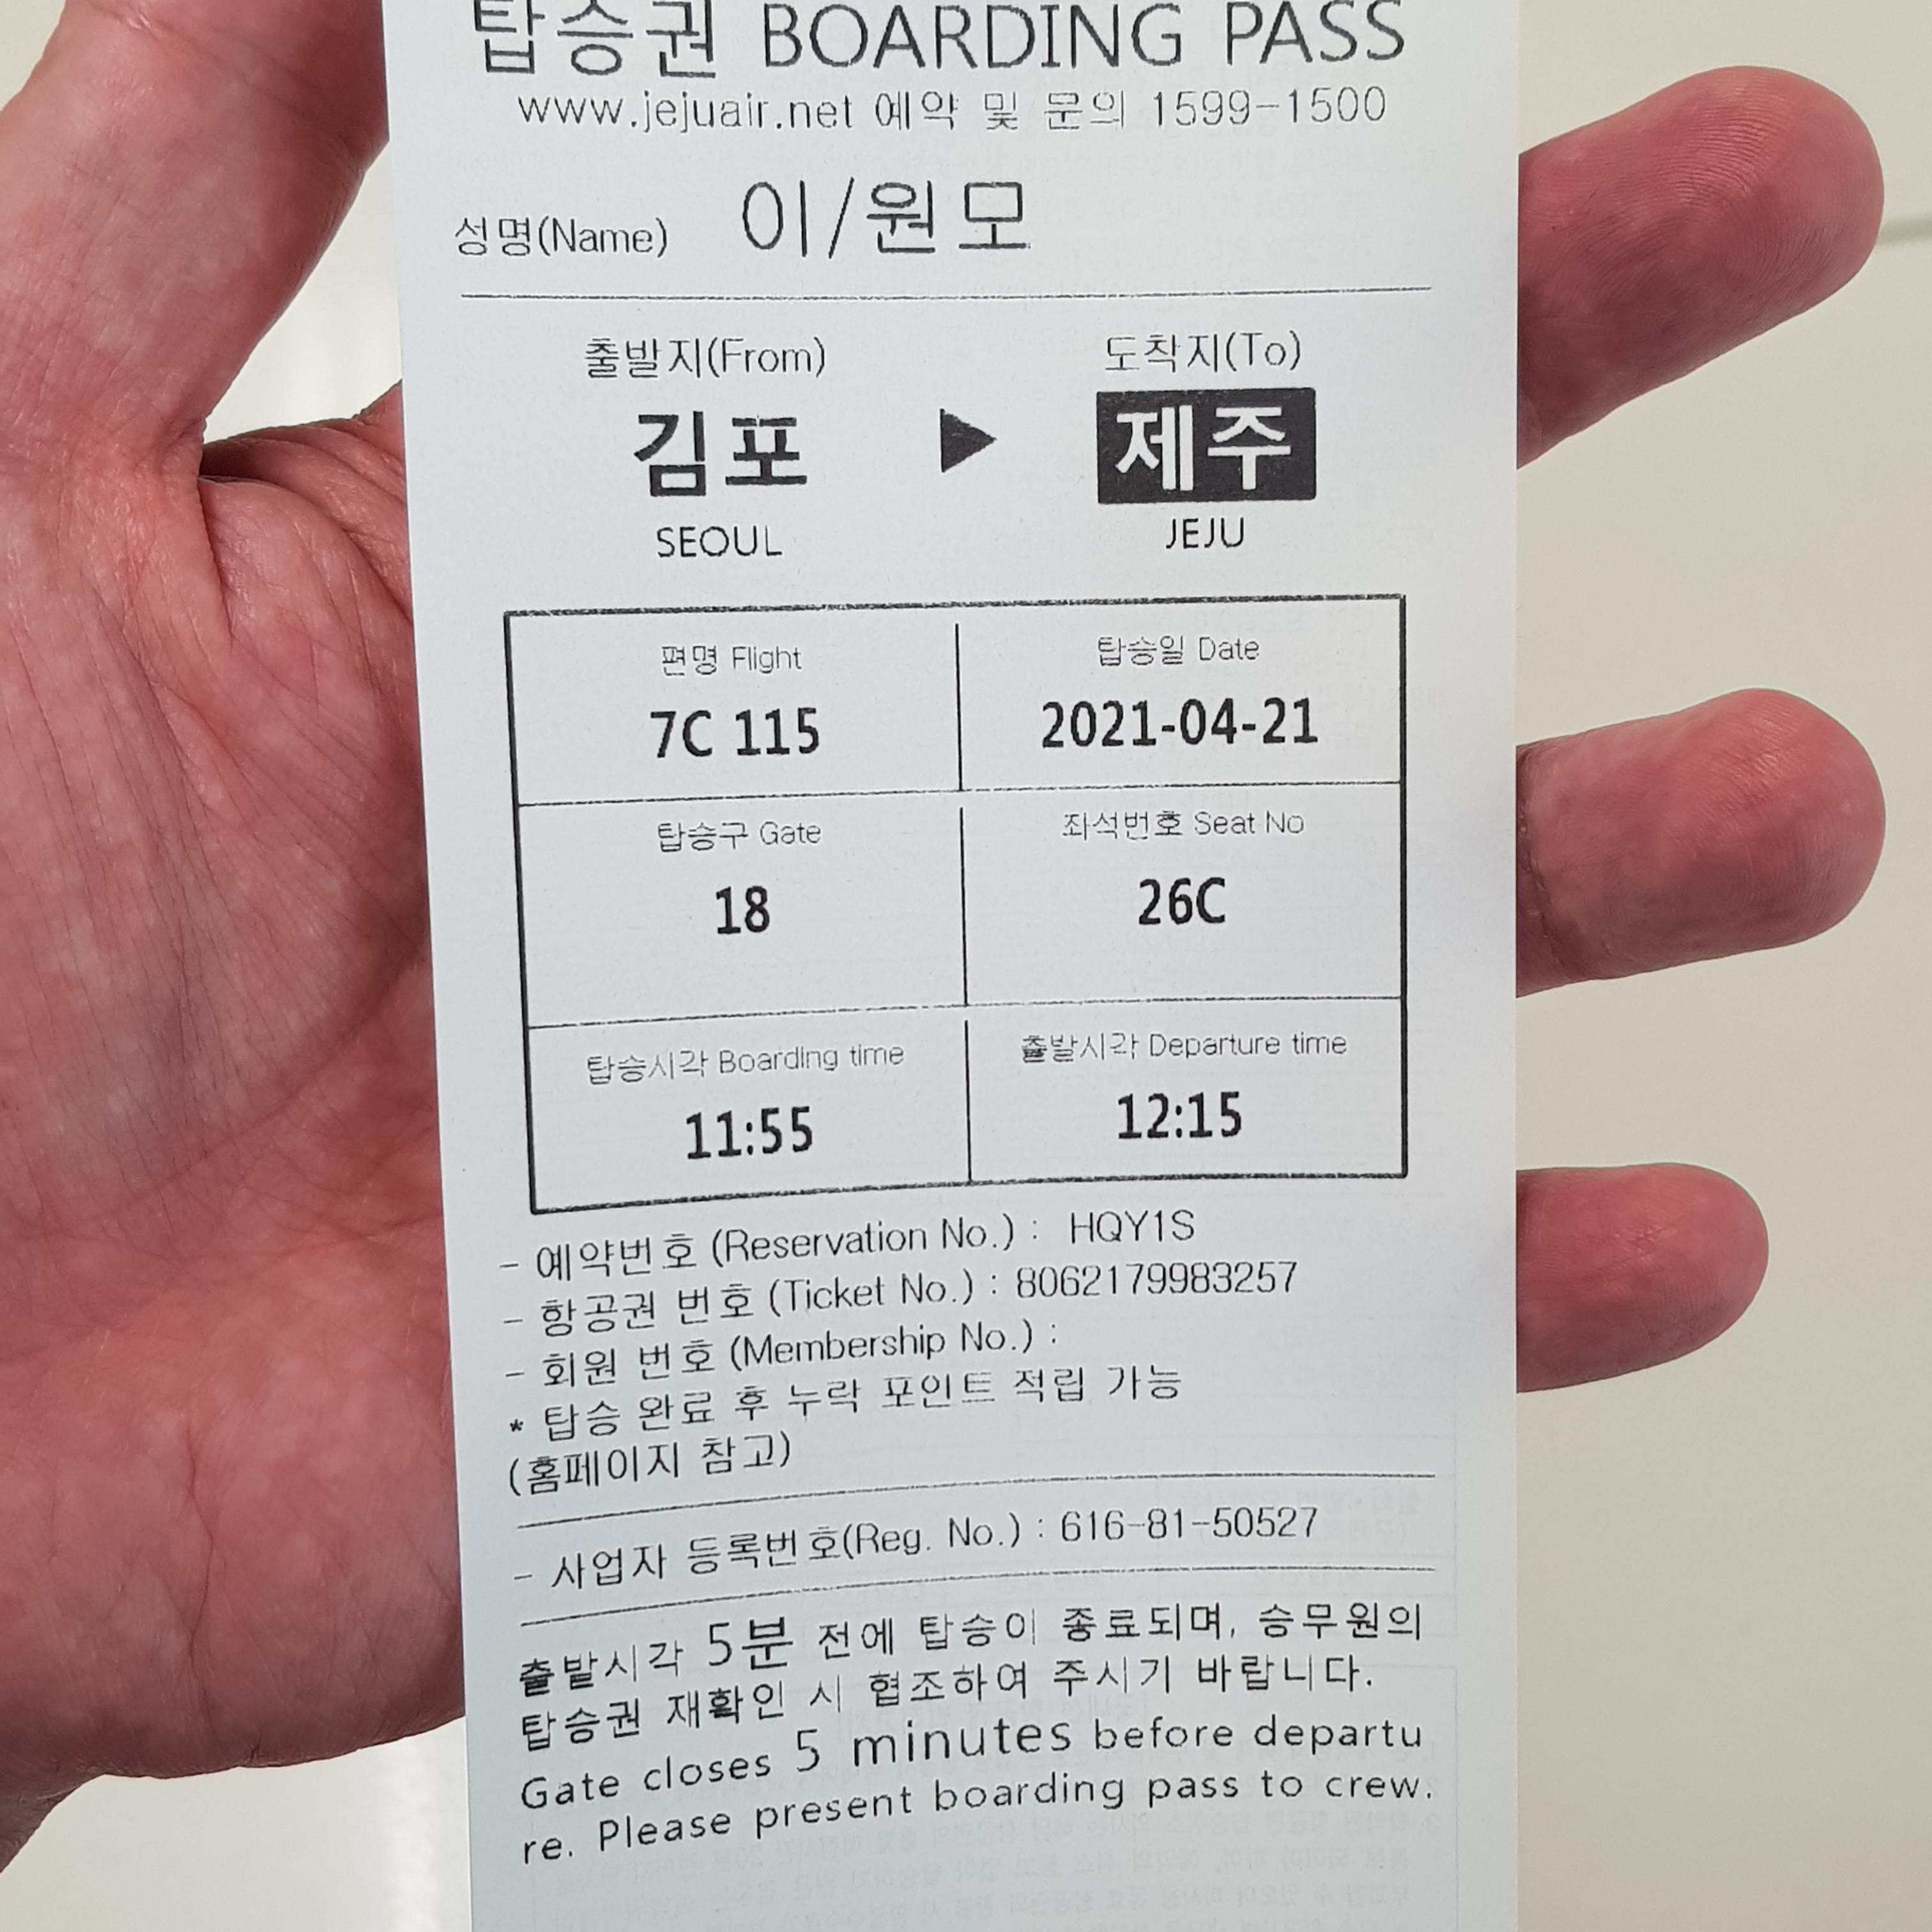 탑승권 BOARDING PASS
www.jejuair.net 예약 및 문의 1599-1500
성명(Name) 이/원모
출발지(From) 도착지(To)
김포 ▶ 제주
SEOUL JEJU
편명 Flight 탑승일 Date
7C 115 2021-04-21
탑승구 Gate 좌석번호 Seat No
18 26C
탑승시각 Boarding time 출발시각 Departure time
11:55 12:15
- 예약번호 (Reservation No.) : HQY1S
- 항공권 번호 (Ticket No.) : 8062179983257
- 회원 번호 (Membership No.) :
* 탑승 완료 후 누락 포인트 적립 가능
(홈페이지 참고)
- 사업자 등록번호(Reg. No.) : 616-81-50527
출발시각 5분 전에 탑승이 종료되며, 승무원의
탑승권 재확인 시 협조하여 주시기 바랍니다.
Gate closes 5 minutes before departu
re. Please present boarding pass to crew.